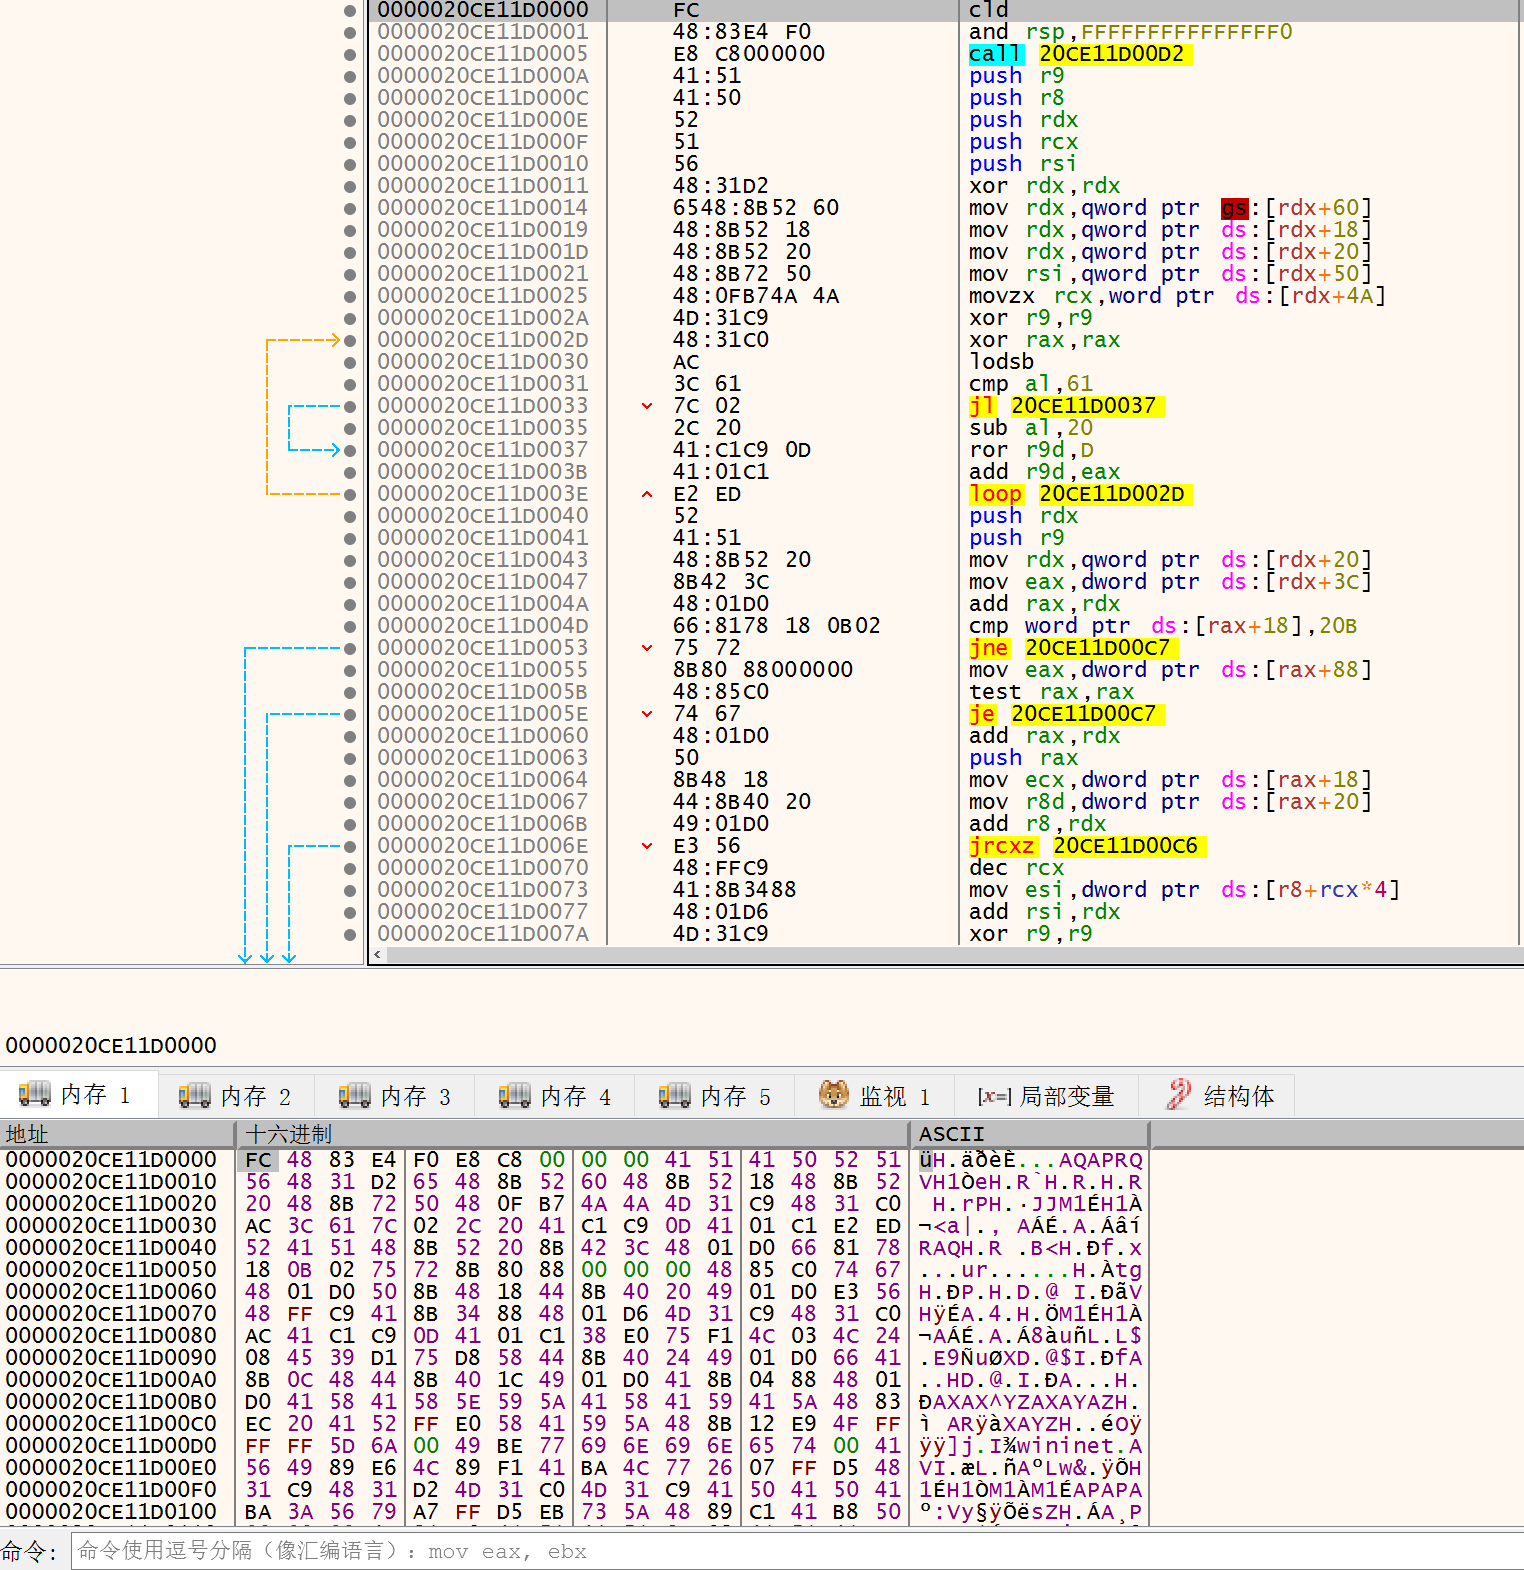 0000020CE11D0000 FC cld
0000020CE11D0001 48:83E4 F0 and rsp,FFFFFFFFFFFFFFF0
0000020CE11D0005 E8 C8000000 call 20CE11D00D2
0000020CE11D000A 41:51 push r9
0000020CE11D000C 41:50 push r8
0000020CE11D000E 52 push rdx
0000020CE11D000F 51 push rcx
0000020CE11D0010 56 push rsi
0000020CE11D0011 48:31D2 xor rdx,rdx
0000020CE11D0014 6548:8B52 60 mov rdx,qword ptr gs:[rdx+60]
0000020CE11D0019 48:8B52 18 mov rdx,qword ptr ds:[rdx+18]
0000020CE11D001D 48:8B52 20 mov rdx,qword ptr ds:[rdx+20]
0000020CE11D0021 48:8B72 50 mov rsi,qword ptr ds:[rdx+50]
0000020CE11D0025 48:0FB74A 4A movzx rcx,word ptr ds:[rdx+4A]
0000020CE11D002A 4D:31C9 xor r9,r9
0000020CE11D002D 48:31C0 xor rax,rax
0000020CE11D0030 AC lodsb
0000020CE11D0031 3C 61 cmp al,61
0000020CE11D0033 7C 02 jl 20CE11D0037
0000020CE11D0035 2C 20 sub al,20
0000020CE11D0037 41:C1C9 0D ror r9d,D
0000020CE11D003B 41:01C1 add r9d,eax
0000020CE11D003E E2 ED loop 20CE11D002D
0000020CE11D0040 52 push rdx
0000020CE11D0041 41:51 push r9
0000020CE11D0043 48:8B52 20 mov rdx,qword ptr ds:[rdx+20]
0000020CE11D0047 8B42 3C mov eax,dword ptr ds:[rdx+3C]
0000020CE11D004A 48:01D0 add rax,rdx
0000020CE11D004D 66:8178 18 0B02 cmp word ptr ds:[rax+18],20B
0000020CE11D0053 75 72 jne 20CE11D00C7
0000020CE11D0055 8B80 88000000 mov eax,dword ptr ds:[rax+88]
0000020CE11D005B 48:85C0 test rax,rax
0000020CE11D005E 74 67 je 20CE11D00C7
0000020CE11D0060 48:01D0 add rax,rdx
0000020CE11D0063 50 push rax
0000020CE11D0064 8B48 18 mov ecx,dword ptr ds:[rax+18]
0000020CE11D0067 44:8B40 20 mov r8d,dword ptr ds:[rax+20]
0000020CE11D006B 49:01D0 add r8,rdx
0000020CE11D006E E3 56 jrcxz 20CE11D00C6
0000020CE11D0070 48:FFC9 dec rcx
0000020CE11D0073 41:8B3488 mov esi,dword ptr ds:[r8+rcx*4]
0000020CE11D0077 48:01D6 add rsi,rdx
0000020CE11D007A 4D:31C9 xor r9,r9
0000020CE11D0000
内存 1 内存 2 内存 3 内存 4 内存 5 监视 1 [x=] 局部变量 结构体
地址 十六进制 ASCII
0000020CE11D0000 FC 48 83 E4 F0 E8 C8 00 00 00 41 51 41 50 52 51 üH.äðèÈ...AQAPRQ
0000020CE11D0010 56 48 31 D2 65 48 8B 52 60 48 8B 52 18 48 8B 52 VH1ÒeH.R`H.R.H.R
0000020CE11D0020 20 48 8B 72 50 48 0F B7 4A 4A 4D 31 C9 48 31 C0 H.rPH.·JJM1ÉH1À
0000020CE11D0030 AC 3C 61 7C 02 2C 20 41 C1 C9 0D 41 01 C1 E2 ED ¬<a|., AÁÉ.A.Áâí
0000020CE11D0040 52 41 51 48 8B 52 20 8B 42 3C 48 01 D0 66 81 78 RAQH.R .B<H.Ðf.x
0000020CE11D0050 18 0B 02 75 72 8B 80 88 00 00 00 48 85 C0 74 67 ...ur......H.Àtg
0000020CE11D0060 48 01 D0 50 8B 48 18 44 8B 40 20 49 01 D0 E3 56 H.ÐP.H.D.@ I.ÐãV
0000020CE11D0070 48 FF C9 41 8B 34 88 48 01 D6 4D 31 C9 48 31 C0 HÿÉA.4.H.ÖM1ÉH1À
0000020CE11D0080 AC 41 C1 C9 0D 41 01 C1 38 E0 75 F1 4C 03 4C 24 ¬AÁÉ.A.Á8àuñL.L$
0000020CE11D0090 08 45 39 D1 75 D8 58 44 8B 40 24 49 01 D0 66 41 .E9ÑuØXD.@$I.ÐfA
0000020CE11D00A0 8B 0C 48 44 8B 40 1C 49 01 D0 41 8B 04 88 48 01 ..HD.@.I.ÐA...H.
0000020CE11D00B0 D0 41 58 41 58 5E 59 5A 41 58 41 59 41 5A 48 83 ÐAXAX^YZAXAYAZH.
0000020CE11D00C0 EC 20 41 52 FF E0 58 41 59 5A 48 8B 12 E9 4F FF ì ARÿàXAYZH..éOÿ
0000020CE11D00D0 FF FF 5D 6A 00 49 BE 77 69 6E 69 6E 65 74 00 41 ÿÿ]j.I¾wininet.A
0000020CE11D00E0 56 49 89 E6 4C 89 F1 41 BA 4C 77 26 07 FF D5 48 VI.æL.ñAºLw&.ÿÕH
0000020CE11D00F0 31 C9 48 31 D2 4D 31 C0 4D 31 C9 41 50 41 50 41 1ÉH1ÒM1ÀM1ÉAPAPA
0000020CE11D0100 BA 3A 56 79 A7 FF D5 EB 73 5A 48 89 C1 41 B8 50 º:Vy§ÿÕësZH.ÁA¸P
命令: 命令使用逗号分隔（像汇编语言）：mov eax, ebx